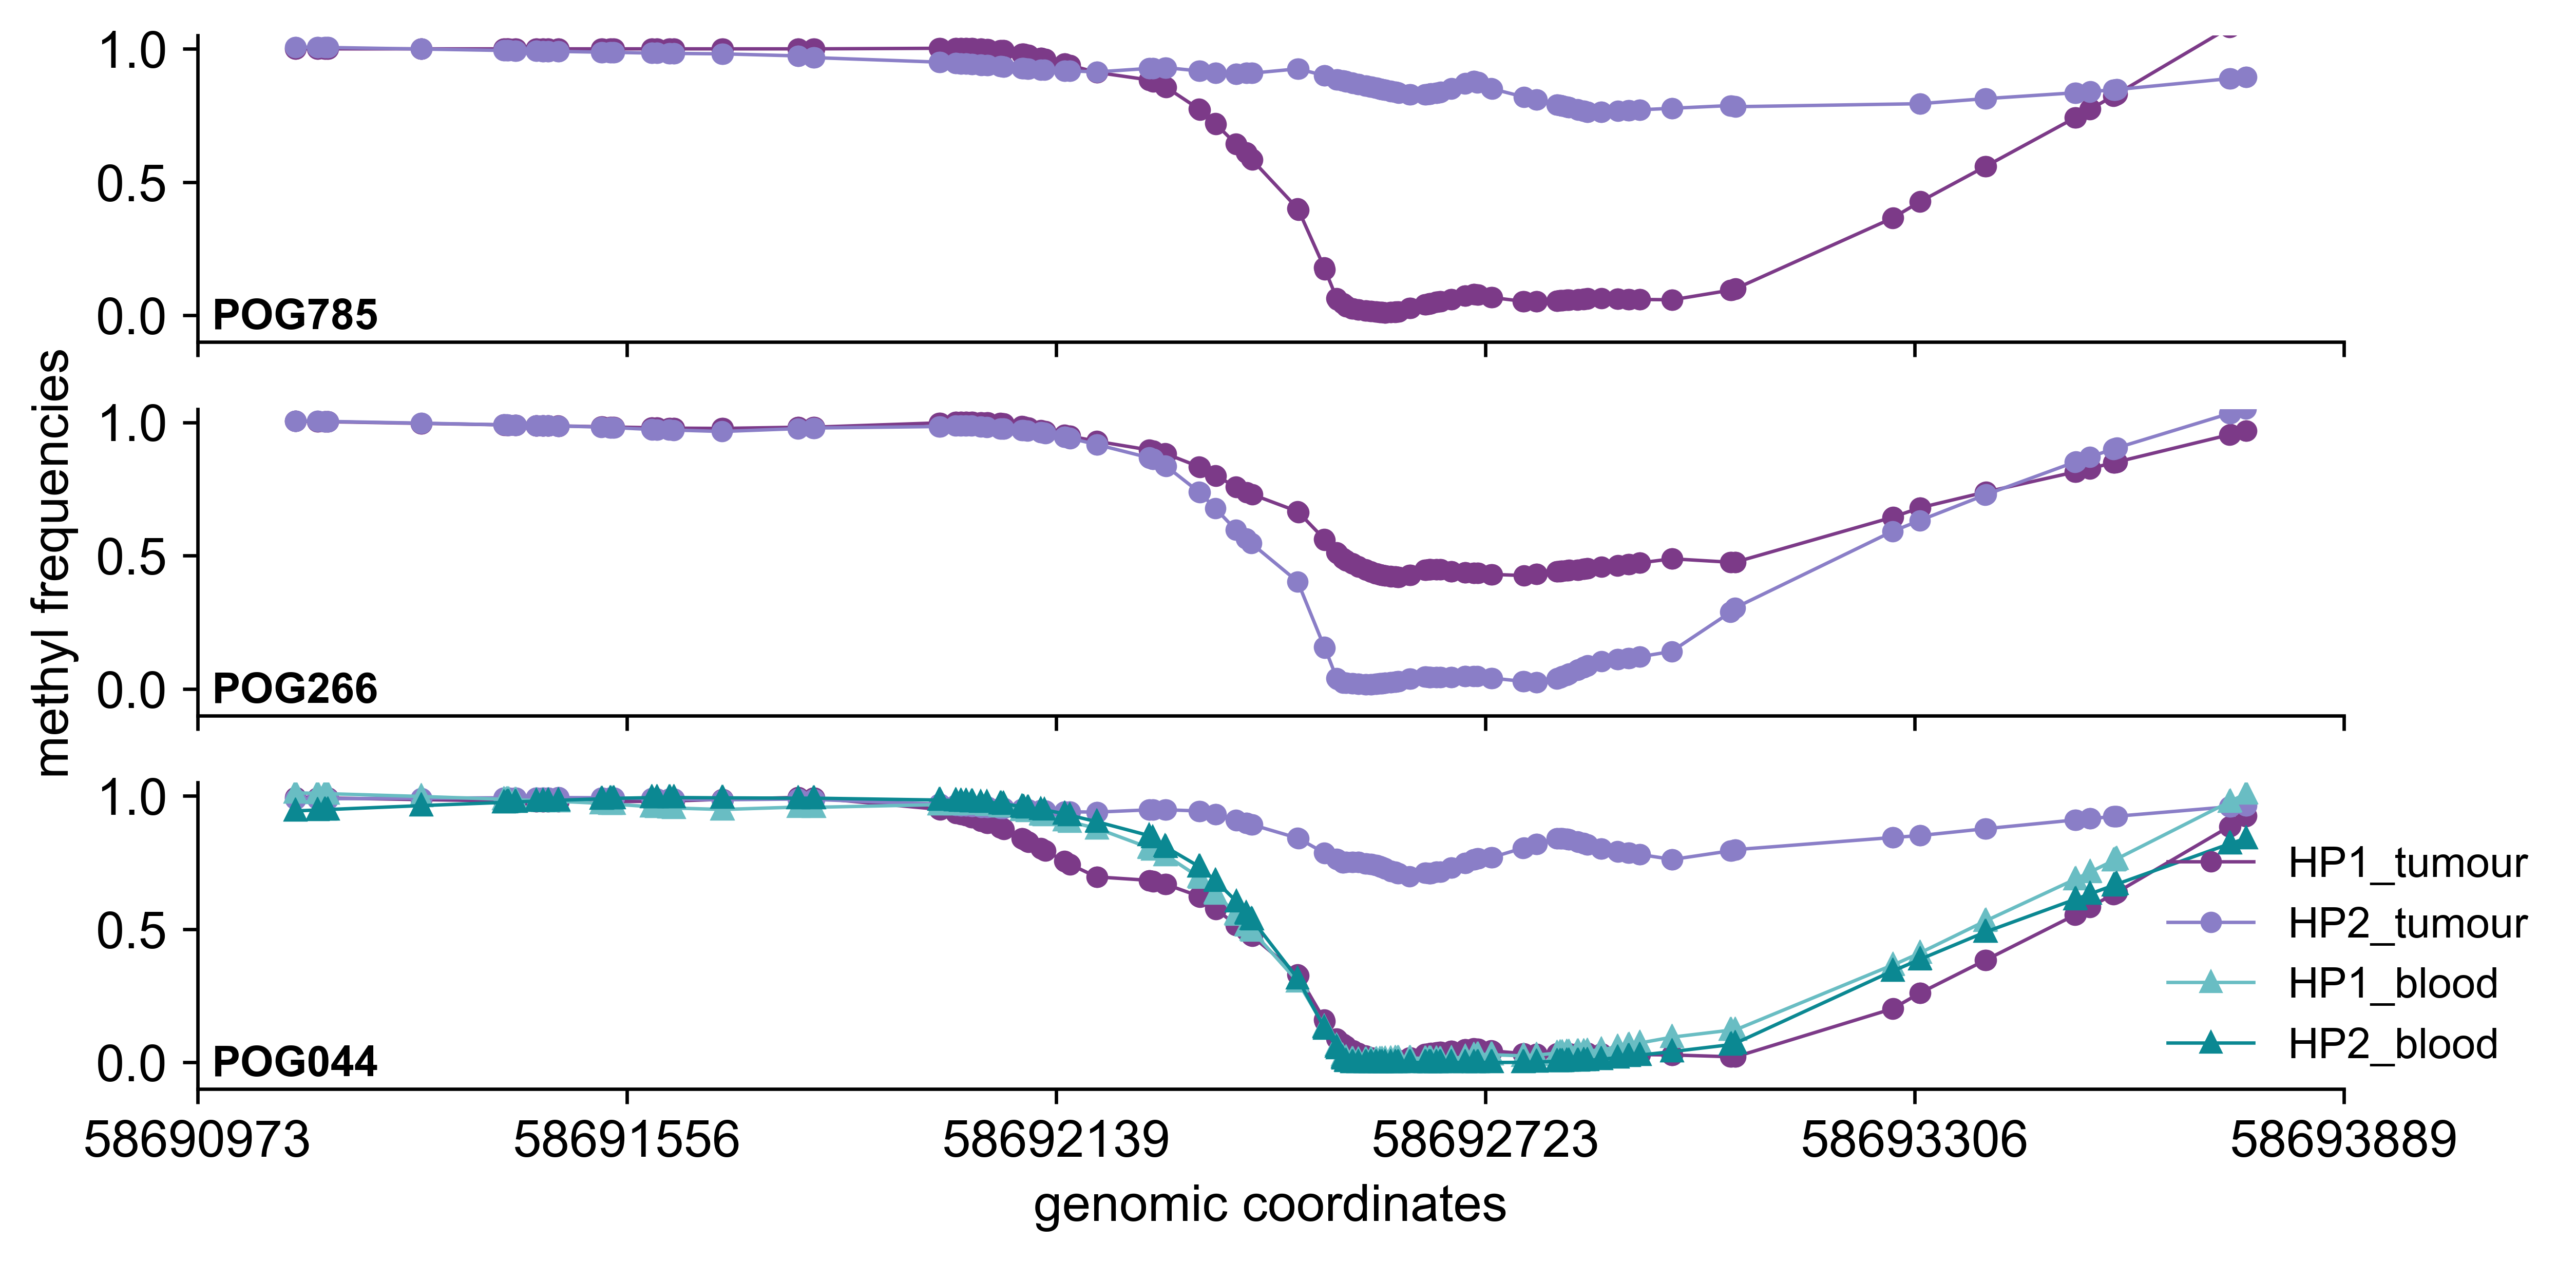 1.0
0.5
0.0
POG785
1.0
0.5
0.0
POG266
methyl frequencies
1.0
0.5
0.0
POG044
HP1_tumour
HP2_tumour
HP1_blood
HP2_blood
58690973 58691556 58692139 58692723 58693306 58693889
genomic coordinates